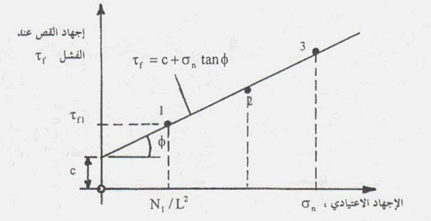 إجهاد القص عند
الفشل τf
τf = c + σn tanϕ
3
2
1
τf1
ϕ
c
N1 / L²
σn الإجهاد الاعتيادي ،